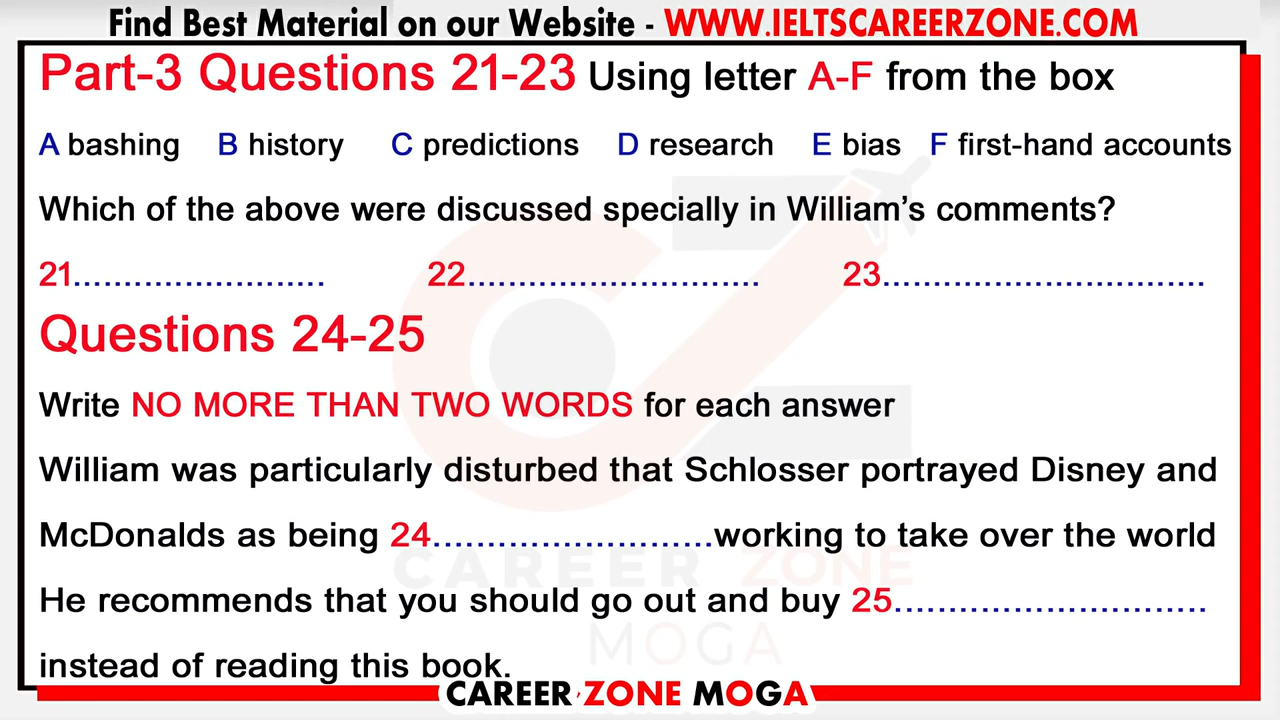 Find Best Material on our Website - WWW.IELTSCAREERZONE.COM
Part-3 Questions 21-23 Using letter A-F from the box
A bashing B history C predictions D research E bias F first-hand accounts
Which of the above were discussed specially in William's comments?
21........................ 22............................ 23...............................
Questions 24-25
Write NO MORE THAN TWO WORDS for each answer
William was particularly disturbed that Schlosser portrayed Disney and
McDonalds as being 24..........................working to take over the world
He recommends that you should go out and buy 25.............................
instead of reading this book.
CAREER ZONE
MOGA
CAREER ZONE MOGA